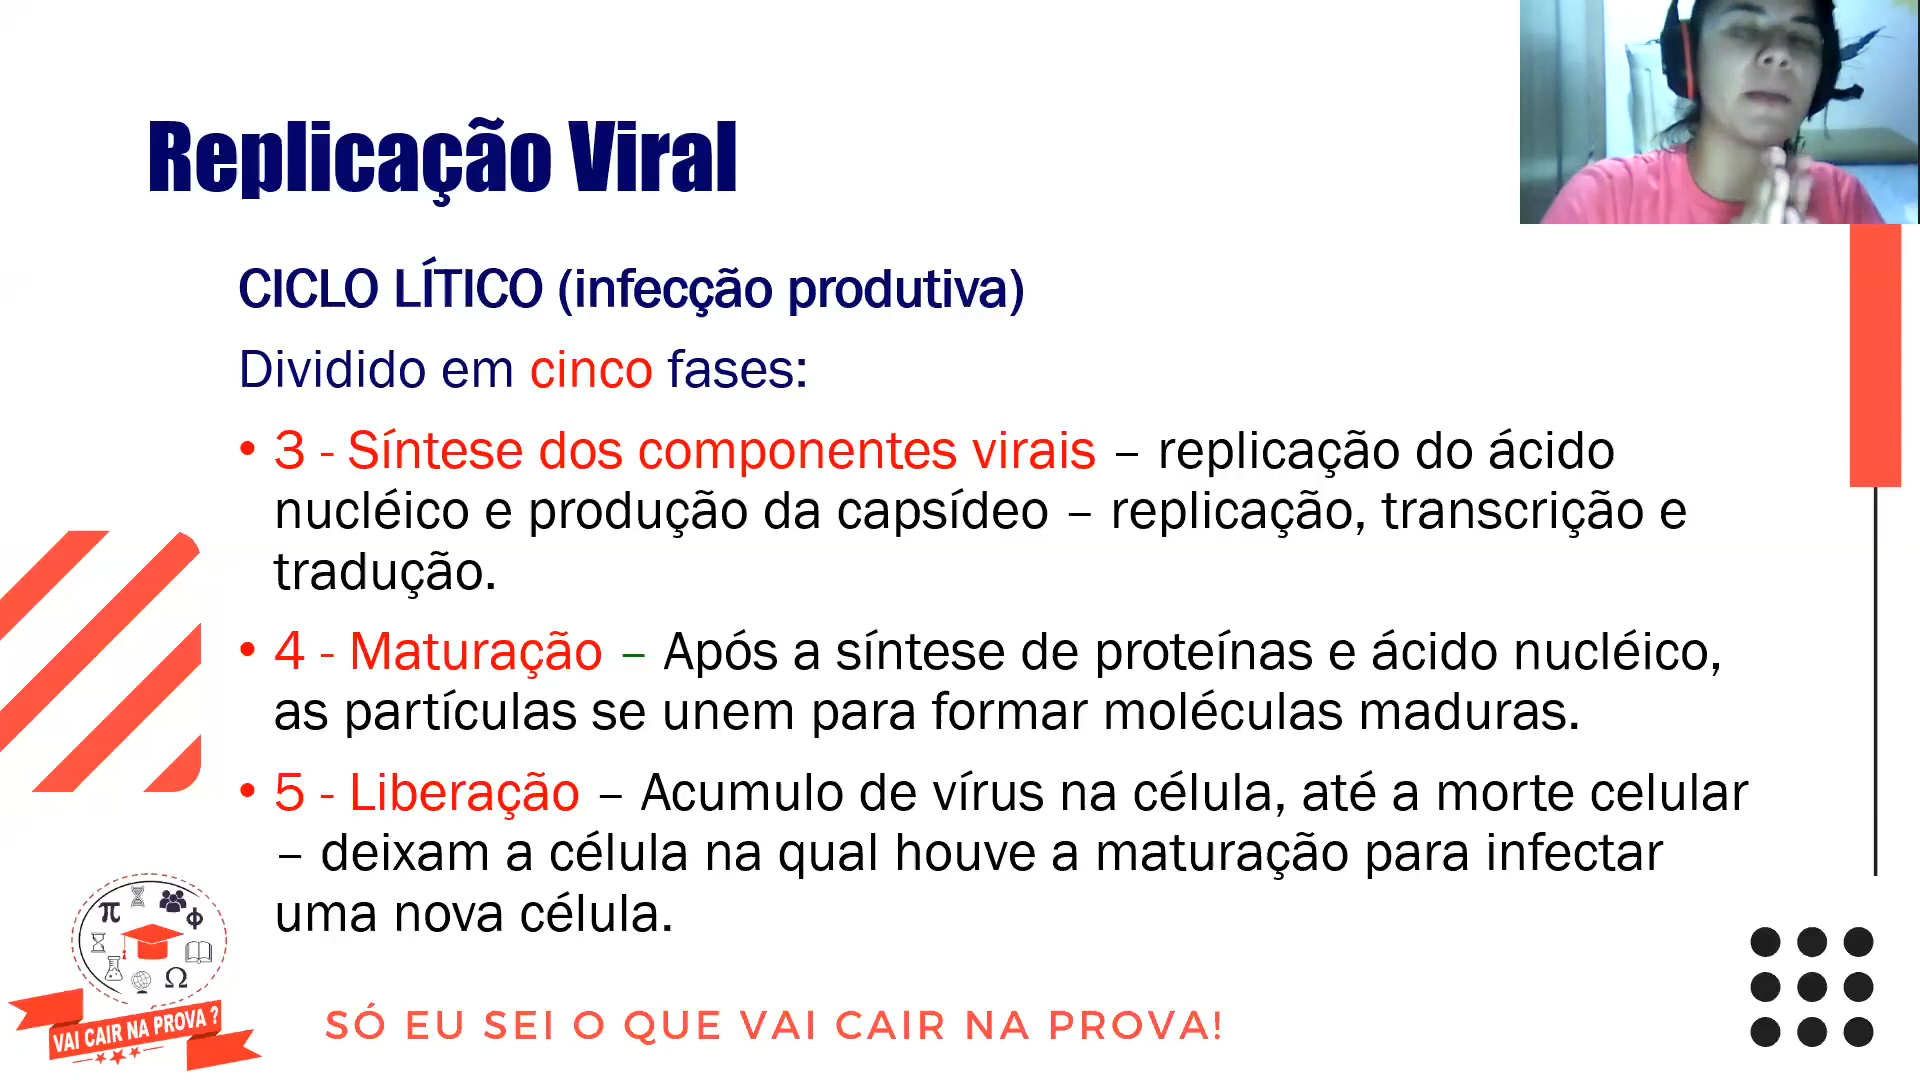 Replicação Viral
CICLO LÍTICO (infecção produtiva)
Dividido em cinco fases:
• 3 - Síntese dos componentes virais – replicação do ácido
nucléico e produção da capsídeo – replicação, transcrição e
tradução.
• 4 - Maturação – Após a síntese de proteínas e ácido nucléico,
as partículas se unem para formar moléculas maduras.
• 5 - Liberação – Acumulo de vírus na célula, até a morte celular
– deixam a célula na qual houve a maturação para infectar
uma nova célula.
π
φ
Ω
VAI CAIR NA PROVA ?
SÓ EU SEI O QUE VAI CAIR NA PROVA!